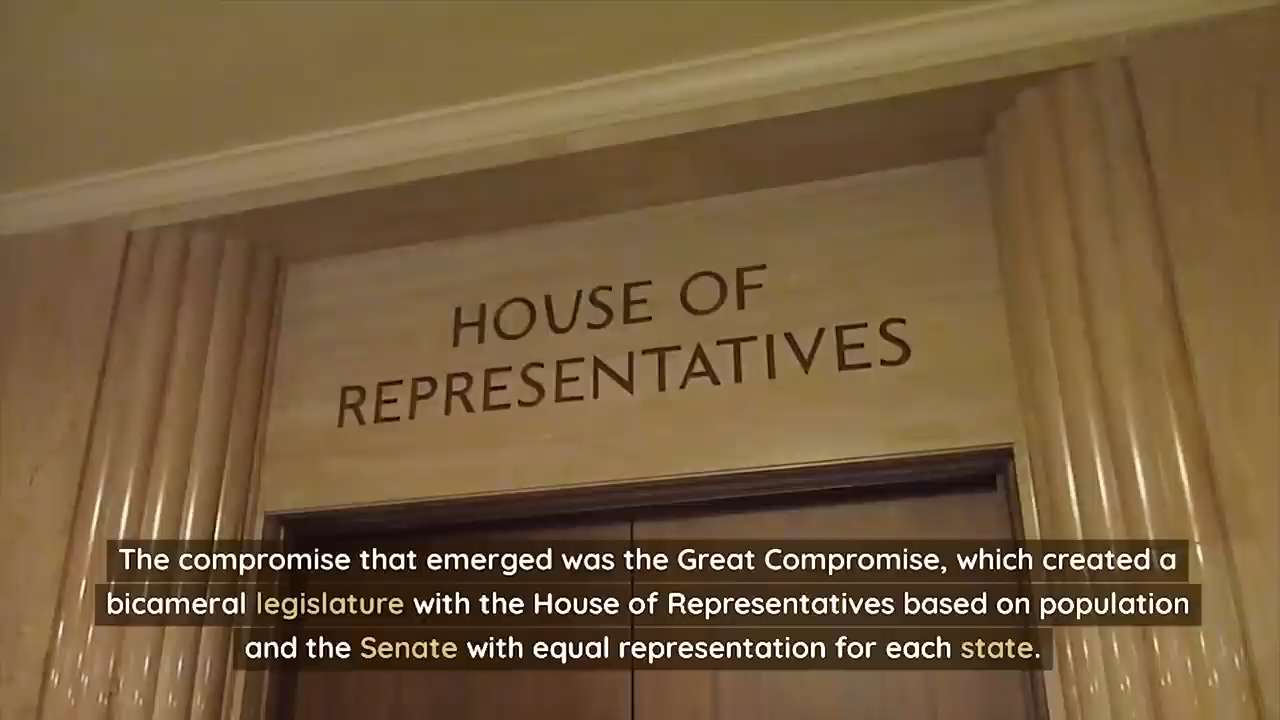 HOUSE OF
REPRESENTATIVES
The compromise that emerged was the Great Compromise, which created a
bicameral legislature with the House of Representatives based on population
and the Senate with equal representation for each state.